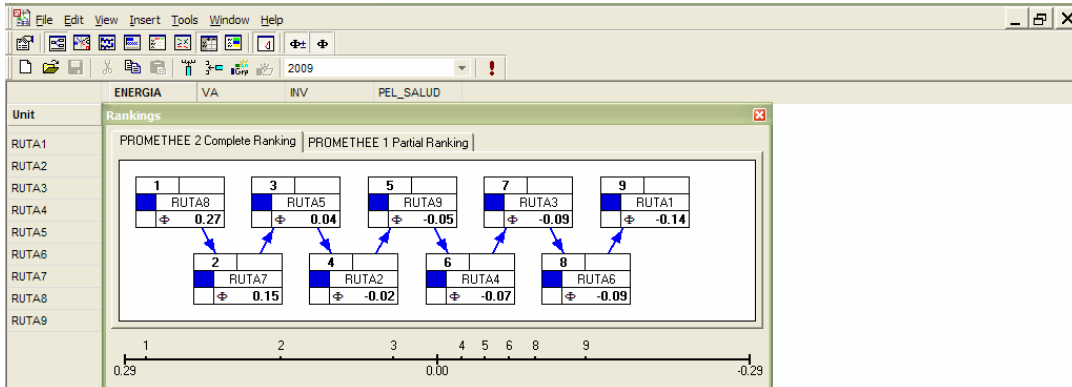 File Edit View Insert Tools Window Help
Φ± Φ
2009
ENERGIA VA INV PEL_SALUD
Unit
RUTA1
RUTA2
RUTA3
RUTA4
RUTA5
RUTA6
RUTA7
RUTA8
RUTA9
Rankings
PROMETHEE 2 Complete Ranking PROMETHEE 1 Partial Ranking
1 3 5 7 9
RUTA8 RUTA5 RUTA9 RUTA3 RUTA1
Φ 0.27 Φ 0.04 Φ -0.05 Φ -0.09 Φ -0.14
2 4 6 8
RUTA7 RUTA2 RUTA4 RUTA6
Φ 0.15 Φ -0.02 Φ -0.07 Φ -0.09
1 2 3 4 5 6 8 9
0.29 0.00 -0.29